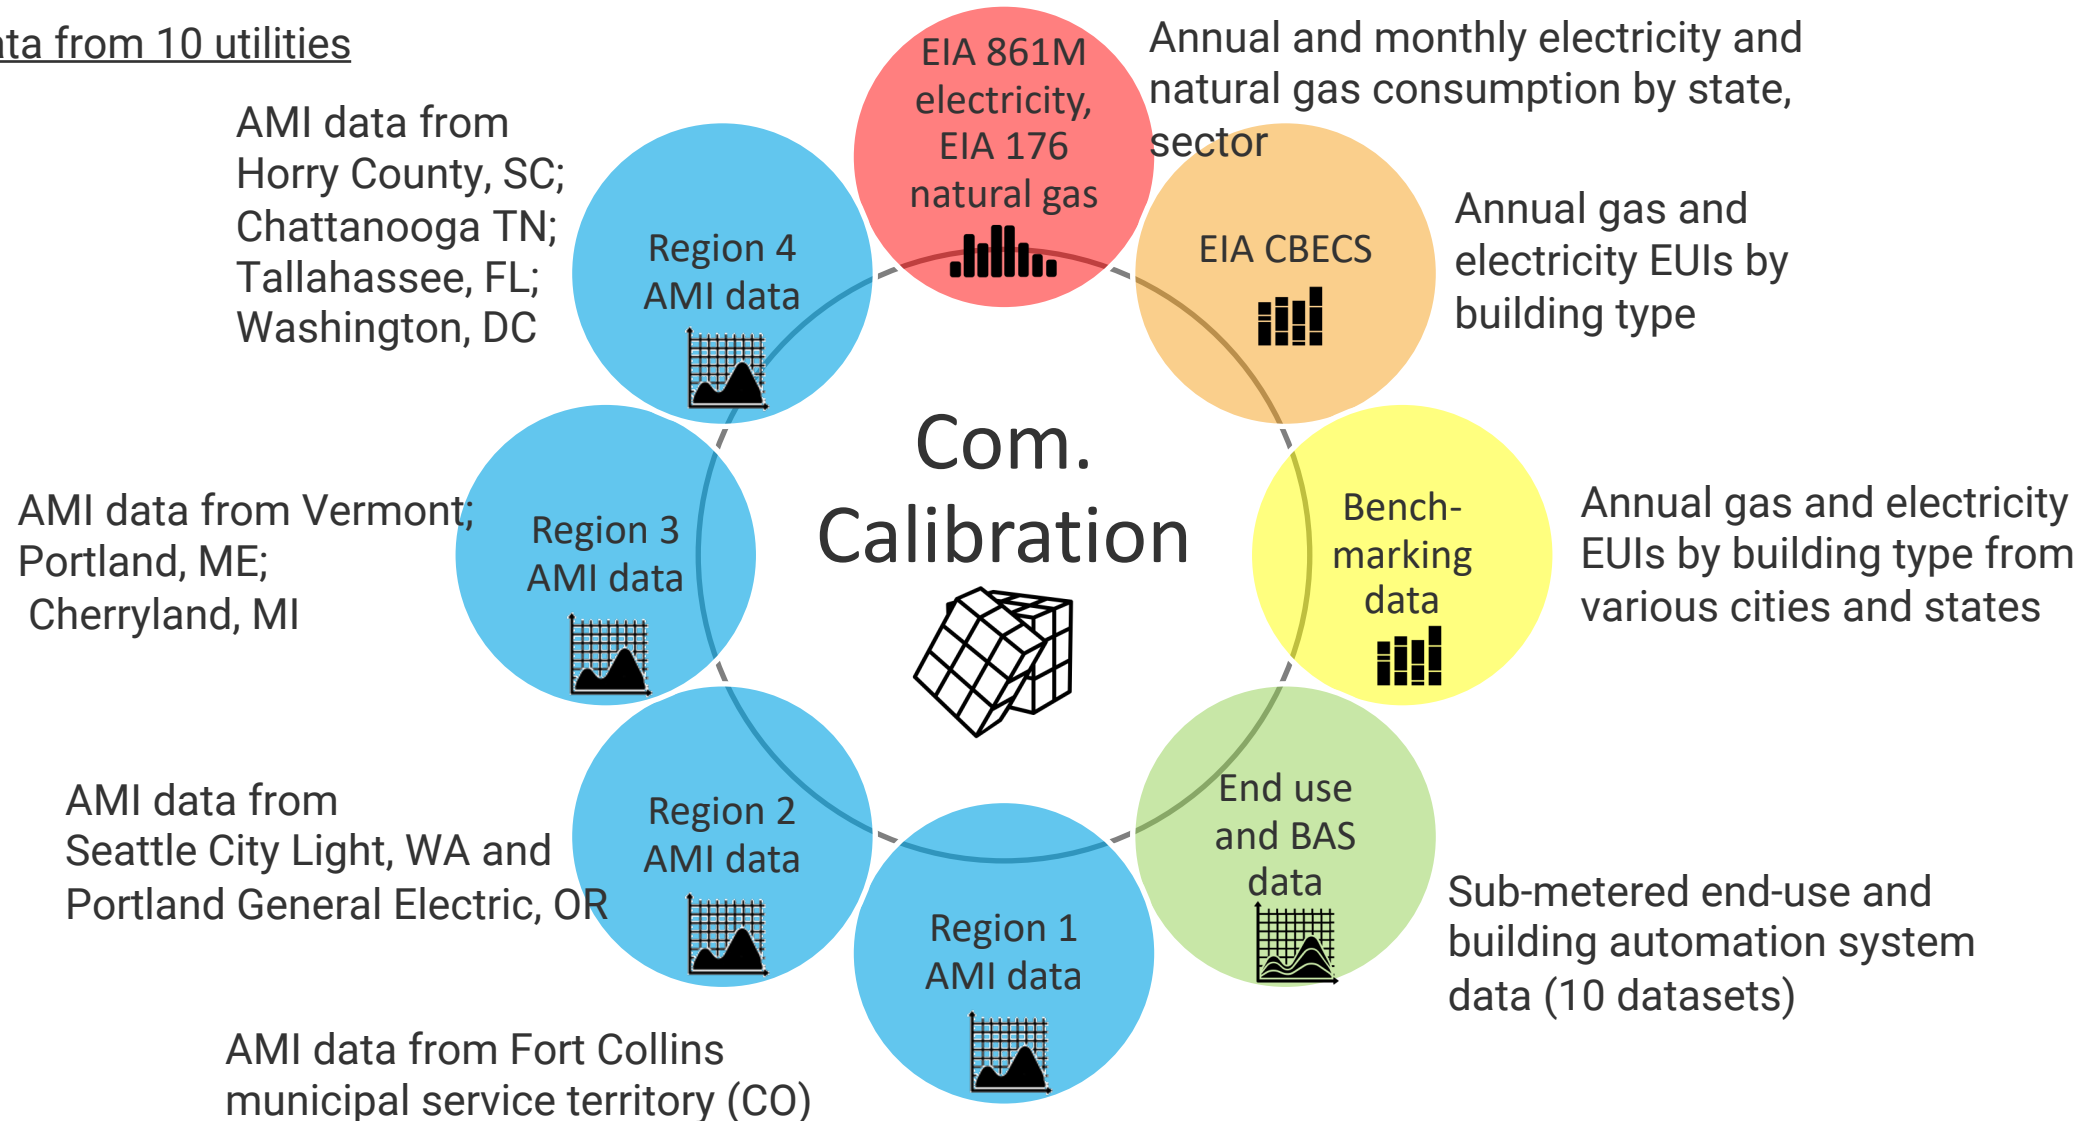 from 10 utilities
EIA 861M
electricity,
EIA 176
natural gas
Annual and monthly electricity and
natural gas consumption by state,
sector
EIA CBECS
Annual gas and
electricity EUIs by
building type
Bench-
marking
data
Annual gas and electricity
EUIs by building type from
various cities and states
End use
and BAS
data
Sub-metered end-use and
building automation system
data (10 datasets)
Region 1
AMI data
AMI data from Fort Collins
municipal service territory (CO)
Region 2
AMI data
AMI data from
Seattle City Light, WA and
Portland General Electric, OR
Region 3
AMI data
AMI data from Vermont;
Portland, ME;
Cherryland, MI
Region 4
AMI data
AMI data from
Horry County, SC;
Chattanooga TN;
Tallahassee, FL;
Washington, DC
Com.
Calibration